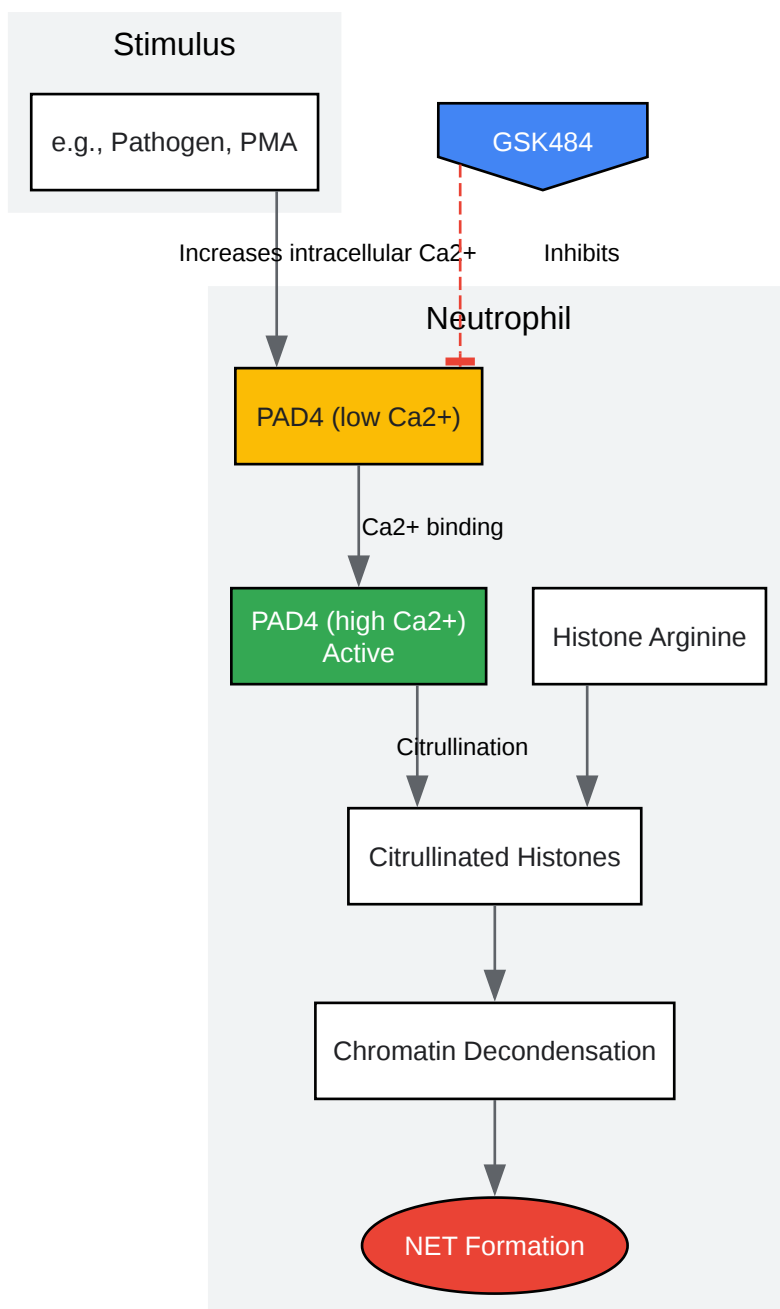 Stimulus
e.g., Pathogen, PMA
GSK484
Increases intracellular Ca2+
Inhibits
Neutrophil
PAD4 (low Ca2+)
Ca2+ binding
PAD4 (high Ca2+)
Active
Histone Arginine
Citrullination
Citrullinated Histones
Chromatin Decondensation
NET Formation